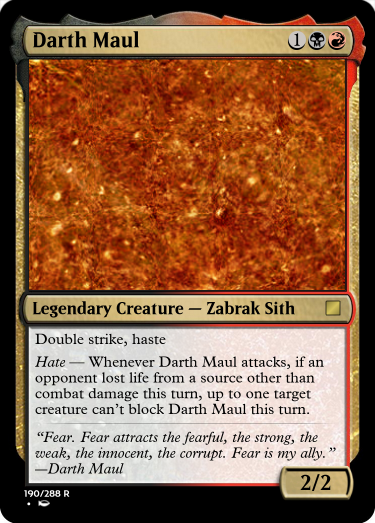 Darth Maul 1
Legendary Creature — Zabrak Sith
Double strike, haste
Hate — Whenever Darth Maul attacks, if an
opponent lost life from a source other than
combat damage this turn, up to one target
creature can't block Darth Maul this turn.
“Fear. Fear attracts the fearful, the strong, the
weak, the innocent, the corrupt. Fear is my ally.”
—Darth Maul
2/2
190/288 R